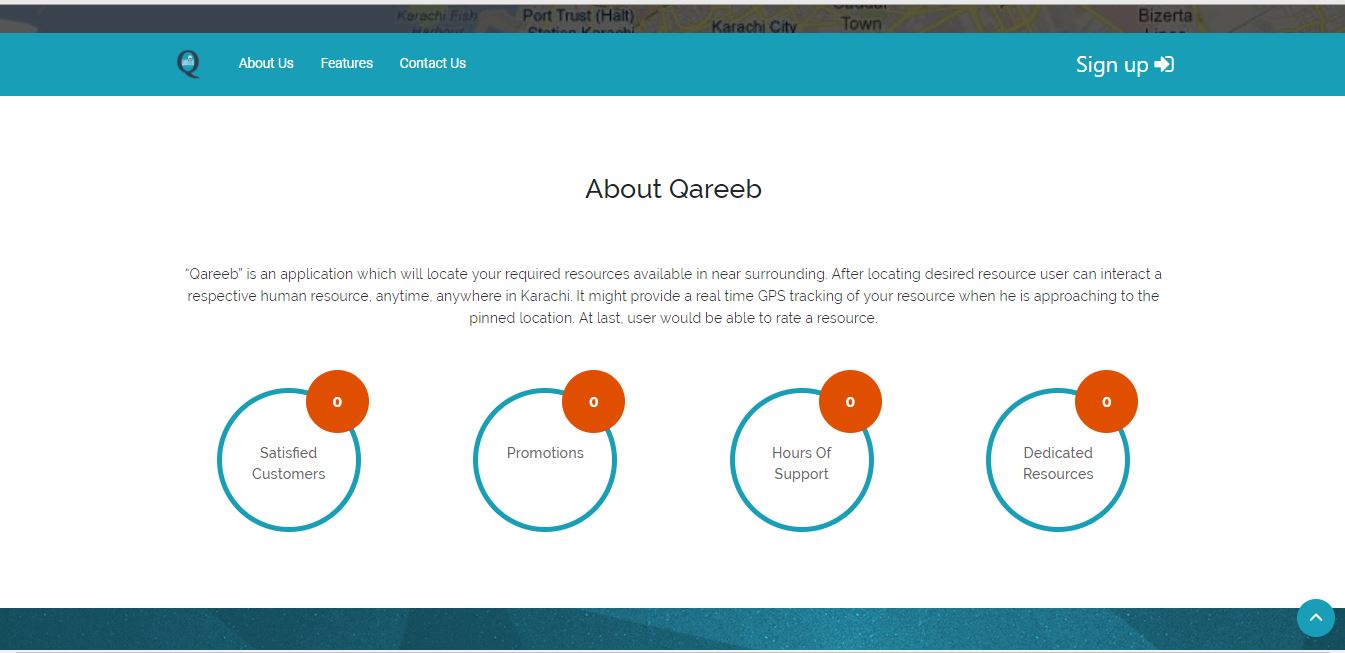 Karachi Fish
Harbour
Port Trust (Halt)
Station Karachi
Karachi City
Saddar
Town
Bizerta
Lines
Q
About Us
Features
Contact Us
Sign up
About Qareeb
“Qareeb” is an application which will locate your required resources available in near surrounding. After locating desired resource user can interact a
respective human resource, anytime, anywhere in Karachi. It might provide a real time GPS tracking of your resource when he is approaching to the
pinned location. At last, user would be able to rate a resource.
0
Satisfied
Customers
0
Promotions
0
Hours Of
Support
0
Dedicated
Resources